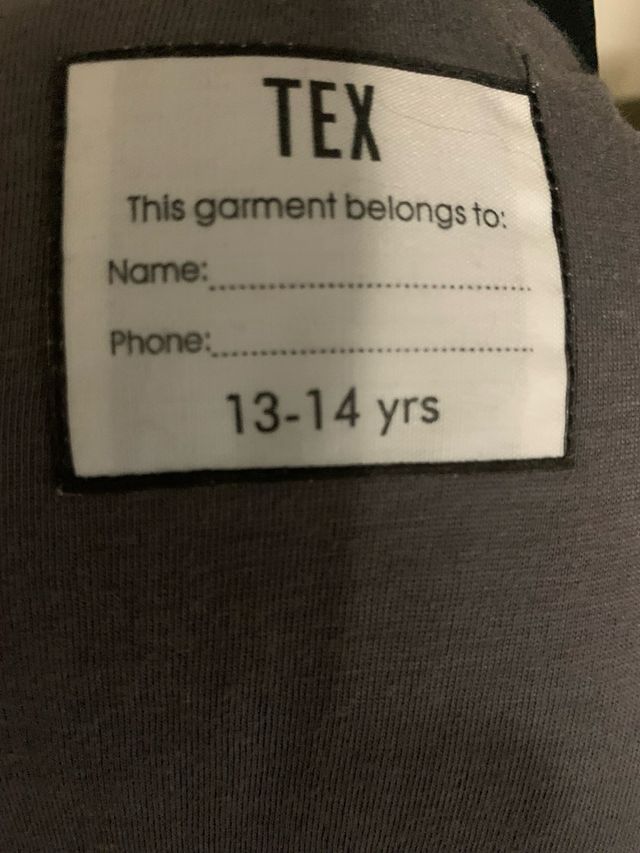 TEX
This garment belongs to:
Name:................................
Phone:................................
13-14 yrs